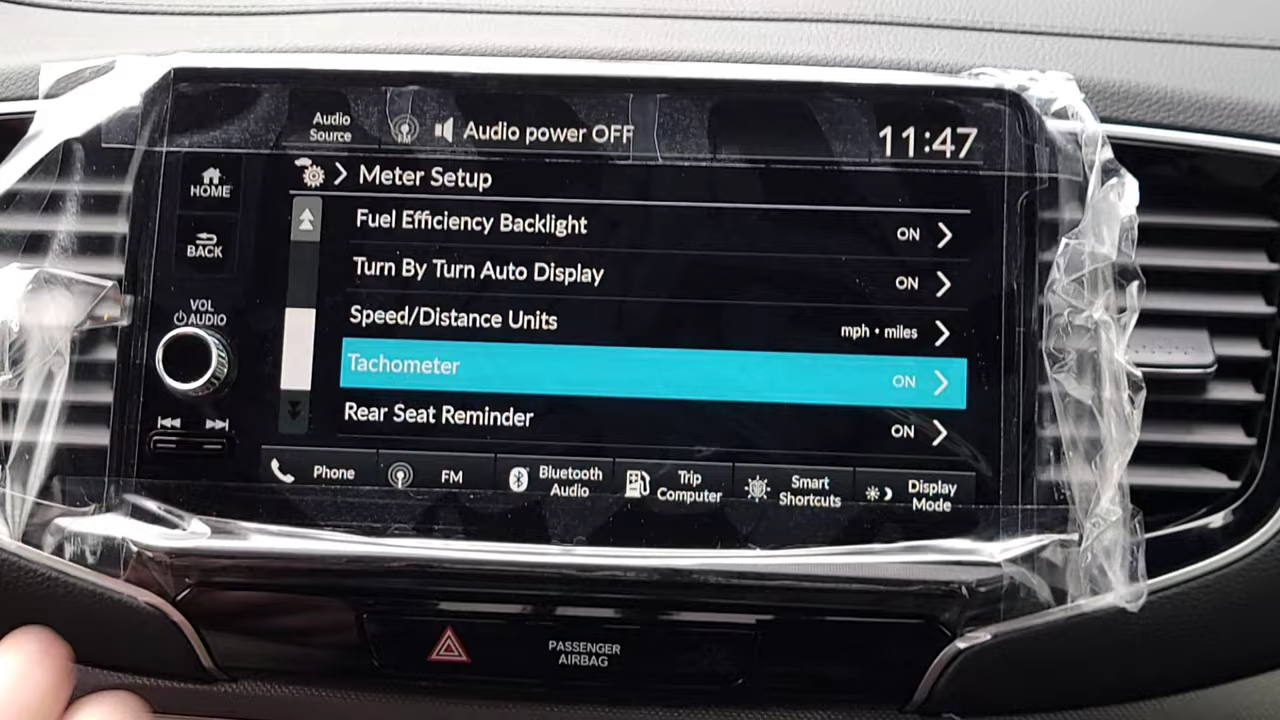 Audio
Source
Audio power OFF
11:47
HOME
Meter Setup
BACK
Fuel Efficiency Backlight
ON
Turn By Turn Auto Display
ON
VOL
AUDIO
Speed/Distance Units
mph • miles
Tachometer
ON
Rear Seat Reminder
ON
Phone
FM
Bluetooth
Audio
Trip
Computer
Smart
Shortcuts
Display
Mode
PASSENGER
AIRBAG